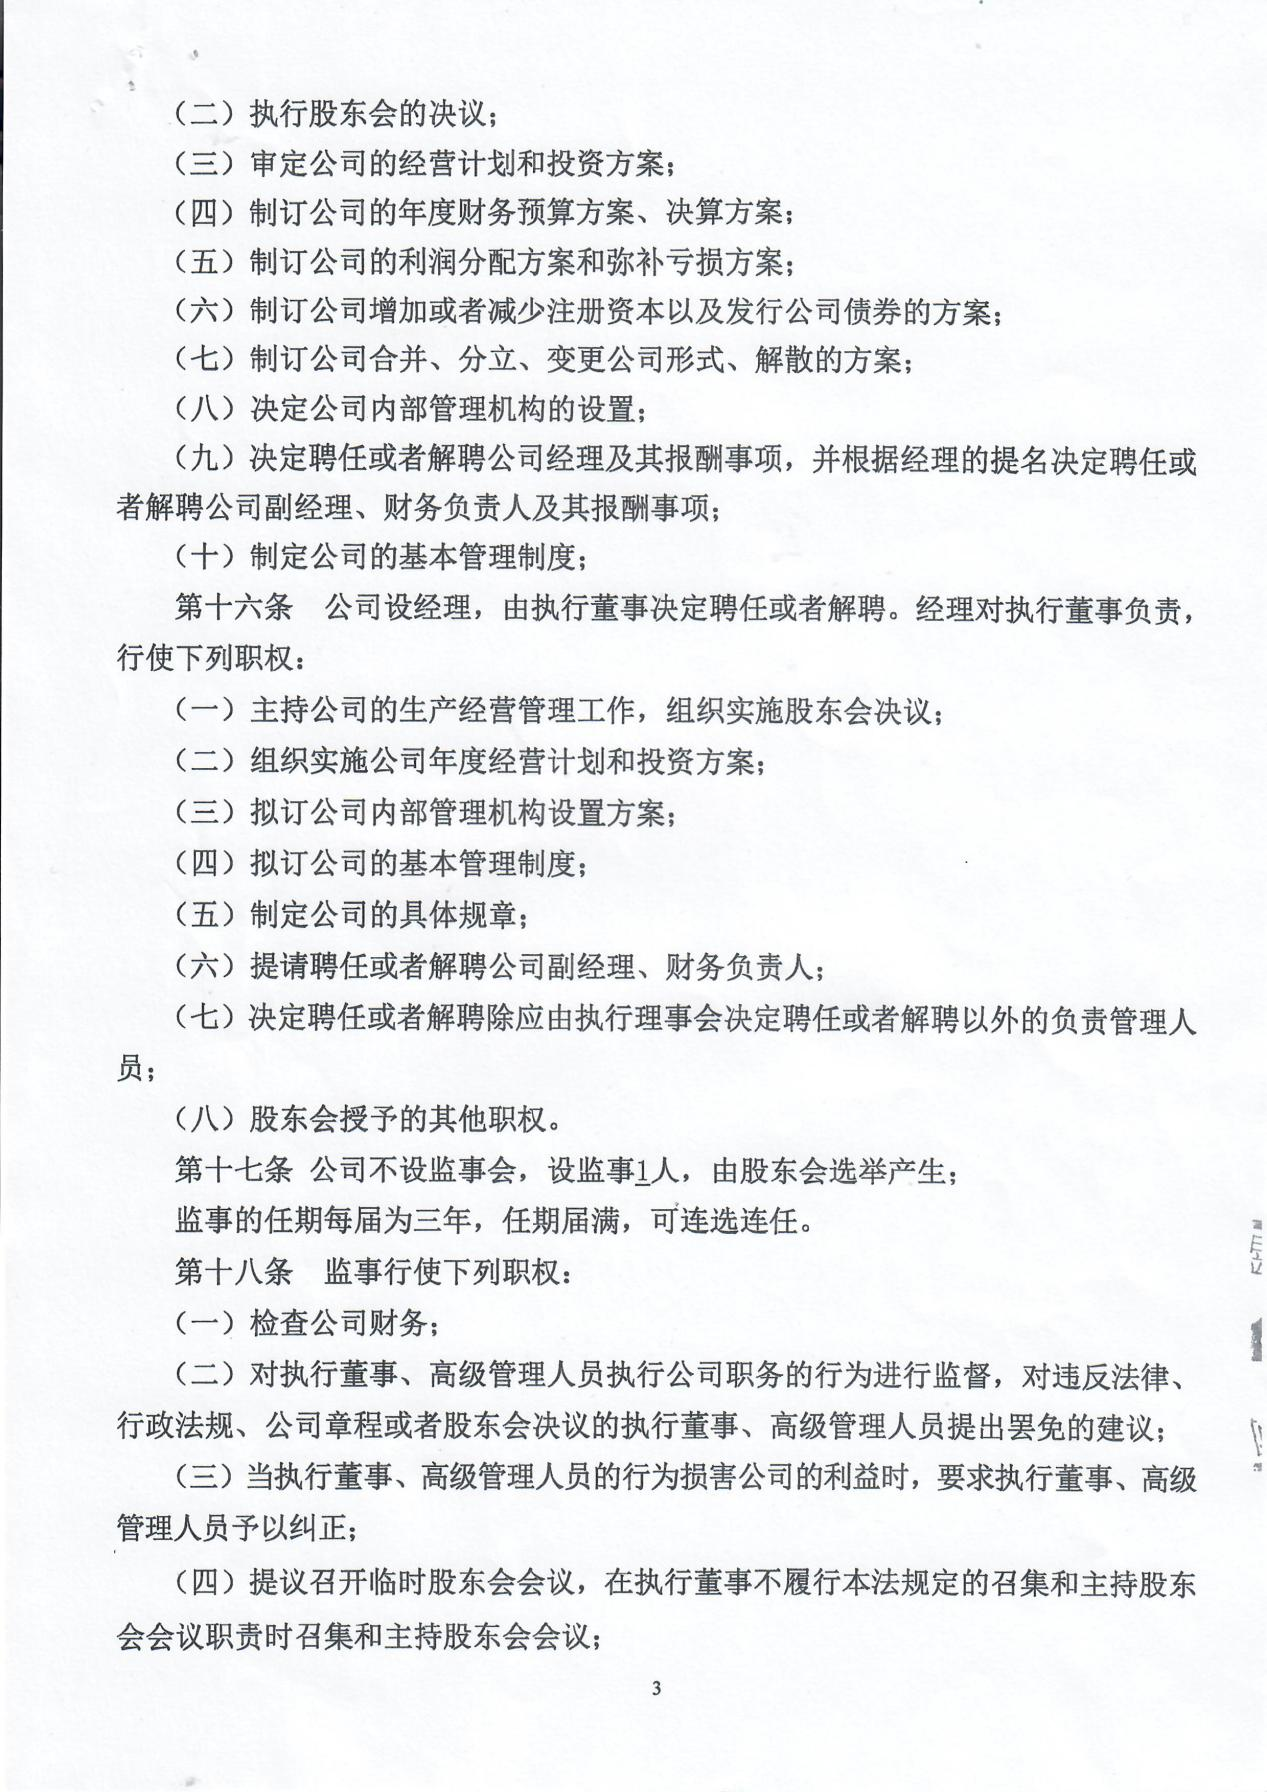 （二）执行股东会的决议；
（三）审定公司的经营计划和投资方案；
（四）制订公司的年度财务预算方案、决算方案；
（五）制订公司的利润分配方案和弥补亏损方案；
（六）制订公司增加或者减少注册资本以及发行公司债券的方案；
（七）制订公司合并、分立、变更公司形式、解散的方案；
（八）决定公司内部管理机构的设置；
（九）决定聘任或者解聘公司经理及其报酬事项，并根据经理的提名决定聘任或
者解聘公司副经理、财务负责人及其报酬事项；
（十）制定公司的基本管理制度；
第十六条　公司设经理，由执行董事决定聘任或者解聘。经理对执行董事负责，
行使下列职权：
（一）主持公司的生产经营管理工作，组织实施股东会决议；
（二）组织实施公司年度经营计划和投资方案；
（三）拟订公司内部管理机构设置方案；
（四）拟订公司的基本管理制度；
（五）制定公司的具体规章；
（六）提请聘任或者解聘公司副经理、财务负责人；
（七）决定聘任或者解聘除应由执行理事会决定聘任或者解聘以外的负责管理人
员；
（八）股东会授予的其他职权。
第十七条 公司不设监事会，设监事1人，由股东会选举产生；
监事的任期每届为三年，任期届满，可连选连任。
第十八条　监事行使下列职权：
（一）检查公司财务；
（二）对执行董事、高级管理人员执行公司职务的行为进行监督，对违反法律、
行政法规、公司章程或者股东会决议的执行董事、高级管理人员提出罢免的建议；
（三）当执行董事、高级管理人员的行为损害公司的利益时，要求执行董事、高级
管理人员予以纠正；
（四）提议召开临时股东会会议，在执行董事不履行本法规定的召集和主持股东
会会议职责时召集和主持股东会会议；
3